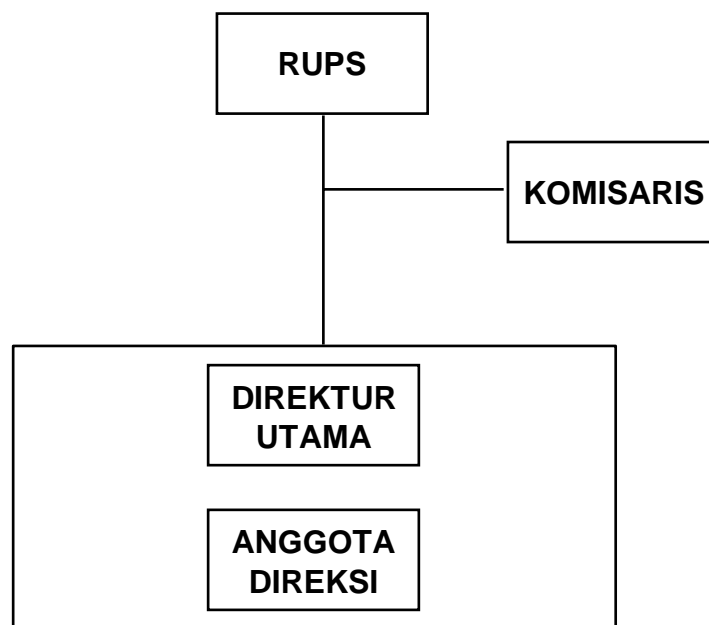 RUPS
KOMISARIS
DIREKTUR
UTAMA
ANGGOTA
DIREKSI